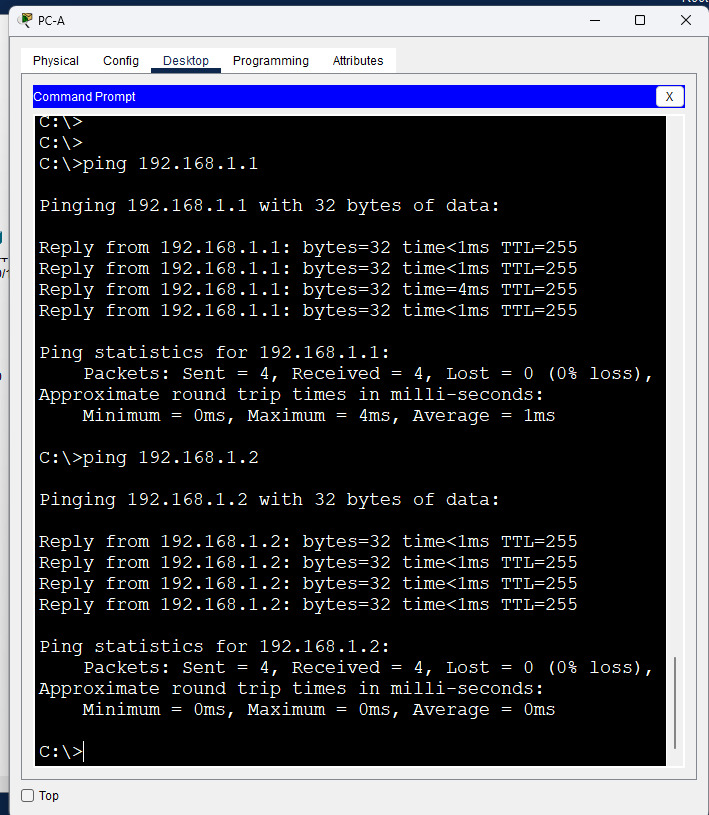 PC-A
Physical Config Desktop Programming Attributes
Command Prompt X
C:\>
C:\>
C:\>ping 192.168.1.1
Pinging 192.168.1.1 with 32 bytes of data:
Reply from 192.168.1.1: bytes=32 time<1ms TTL=255
Reply from 192.168.1.1: bytes=32 time<1ms TTL=255
Reply from 192.168.1.1: bytes=32 time=4ms TTL=255
Reply from 192.168.1.1: bytes=32 time<1ms TTL=255
Ping statistics for 192.168.1.1:
Packets: Sent = 4, Received = 4, Lost = 0 (0% loss),
Approximate round trip times in milli-seconds:
Minimum = 0ms, Maximum = 4ms, Average = 1ms
C:\>ping 192.168.1.2
Pinging 192.168.1.2 with 32 bytes of data:
Reply from 192.168.1.2: bytes=32 time<1ms TTL=255
Reply from 192.168.1.2: bytes=32 time<1ms TTL=255
Reply from 192.168.1.2: bytes=32 time<1ms TTL=255
Reply from 192.168.1.2: bytes=32 time<1ms TTL=255
Ping statistics for 192.168.1.2:
Packets: Sent = 4, Received = 4, Lost = 0 (0% loss),
Approximate round trip times in milli-seconds:
Minimum = 0ms, Maximum = 0ms, Average = 0ms
C:\>
Top